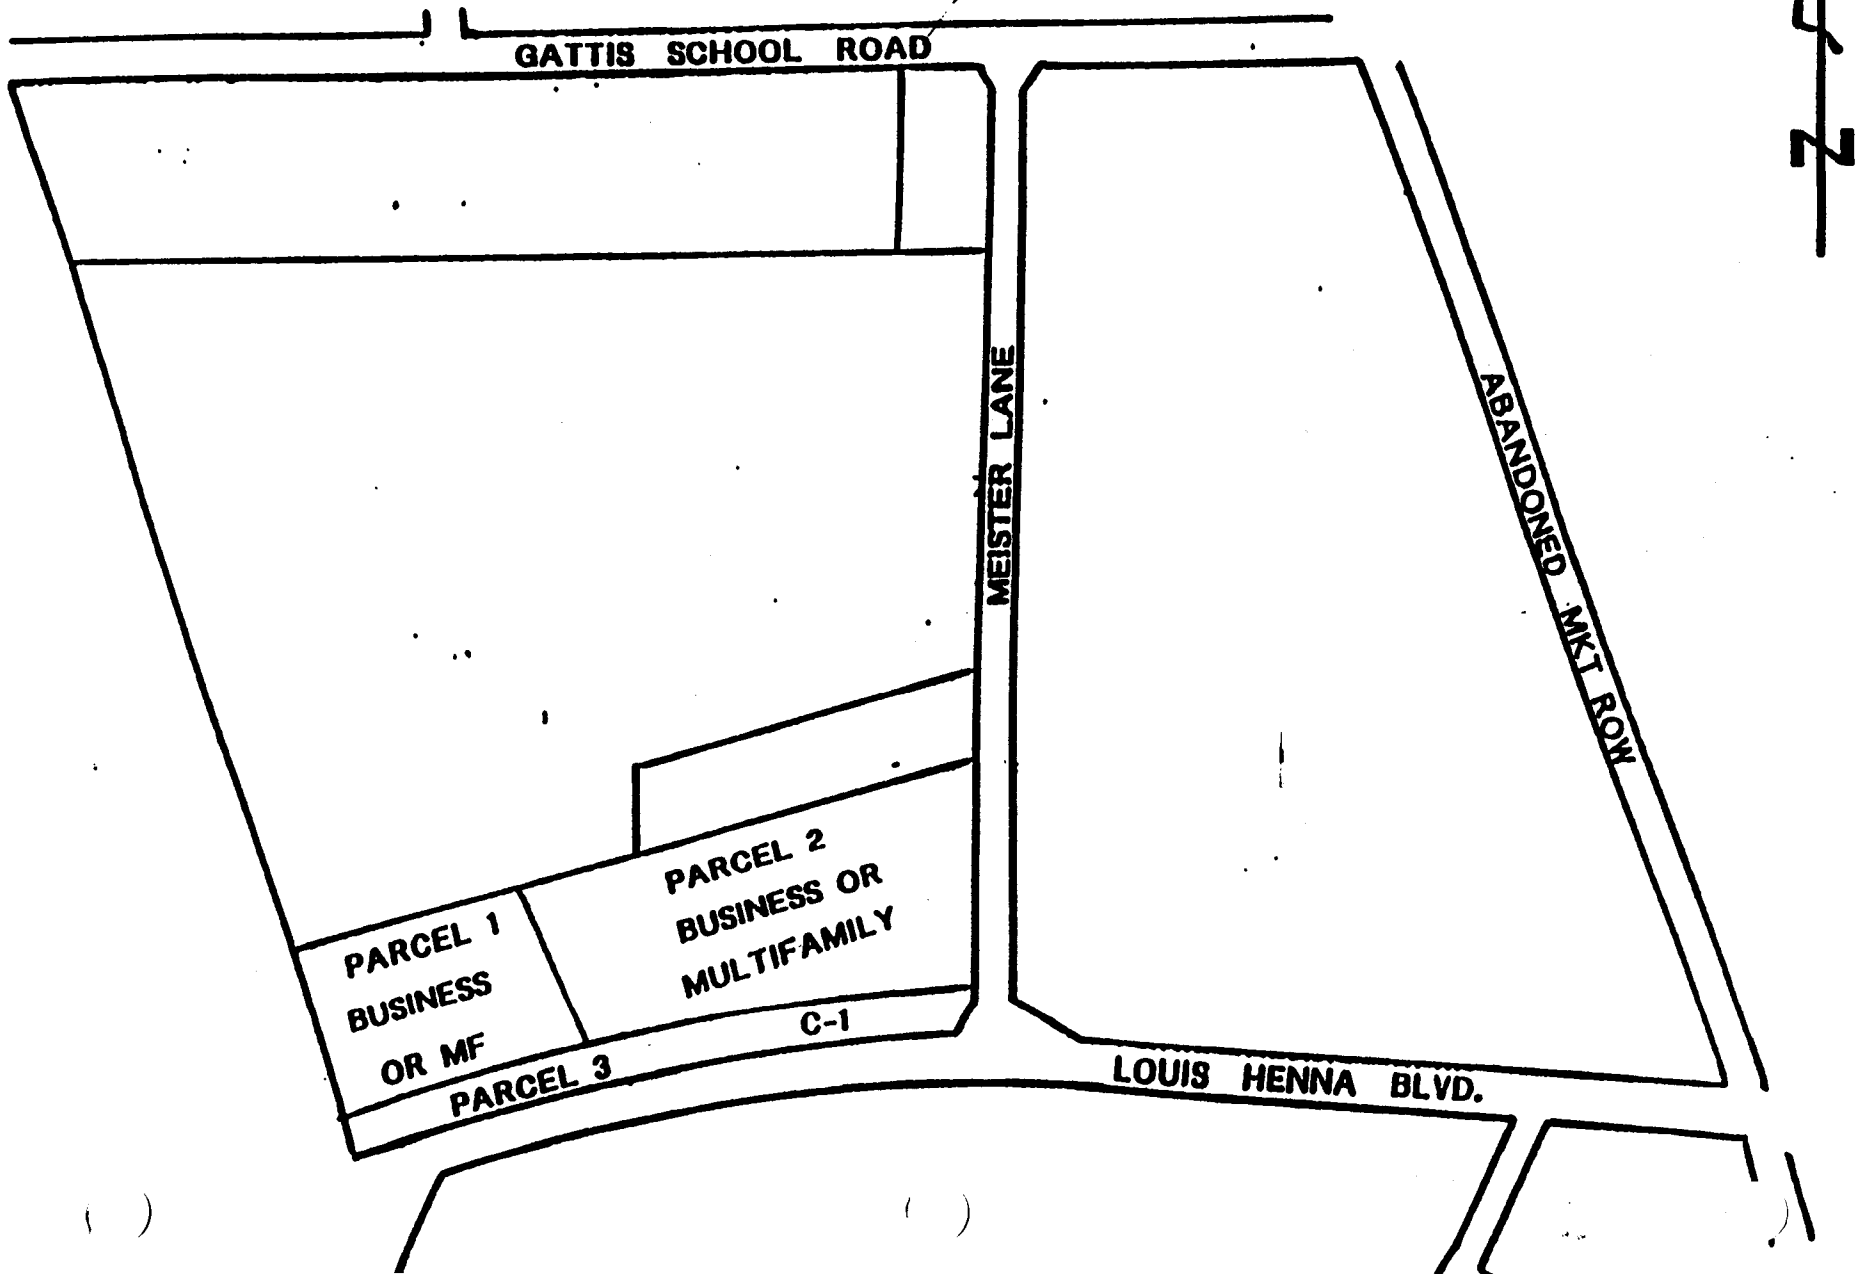 GATTIS SCHOOL ROAD
N
MEISTER LANE
ABANDONED MKT ROW
PARCEL 2
BUSINESS OR
MULTIFAMILY
PARCEL 1
BUSINESS
OR MF
C-1
PARCEL 3
LOUIS HENNA BLVD.